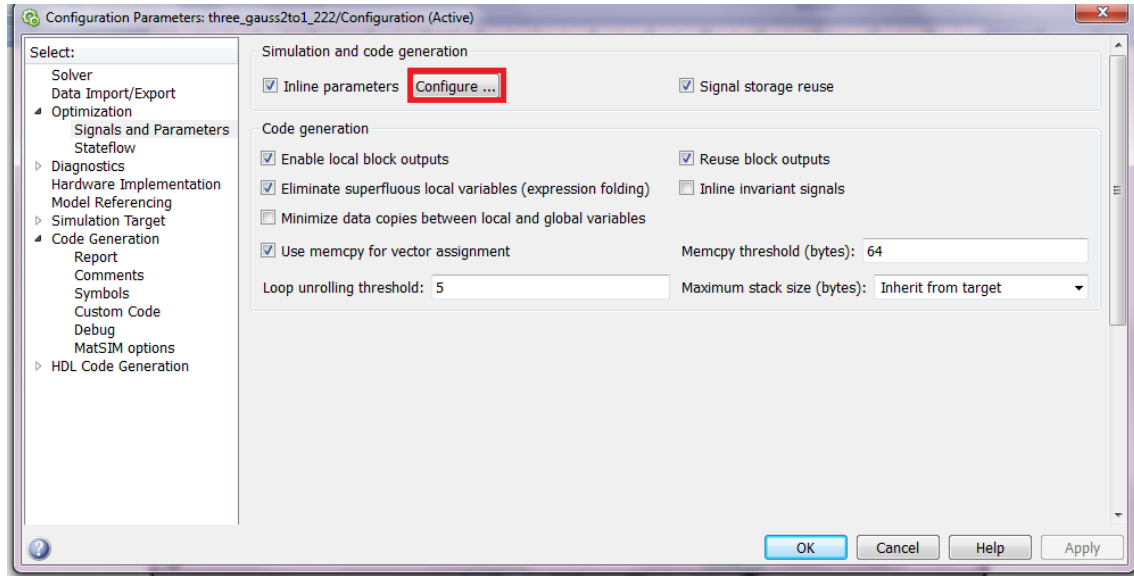 Configuration Parameters: three_gauss2to1_222/Configuration (Active)
Select:
Solver
Data Import/Export
Optimization
Signals and Parameters
Stateflow
Diagnostics
Hardware Implementation
Model Referencing
Simulation Target
Code Generation
Report
Comments
Symbols
Custom Code
Debug
MatSIM options
HDL Code Generation
Simulation and code generation
Inline parameters Configure ... Signal storage reuse
Code generation
Enable local block outputs Reuse block outputs
Eliminate superfluous local variables (expression folding) Inline invariant signals
Minimize data copies between local and global variables
Use memcpy for vector assignment Memcpy threshold (bytes): 64
Loop unrolling threshold: 5 Maximum stack size (bytes): Inherit from target
OK Cancel Help Apply